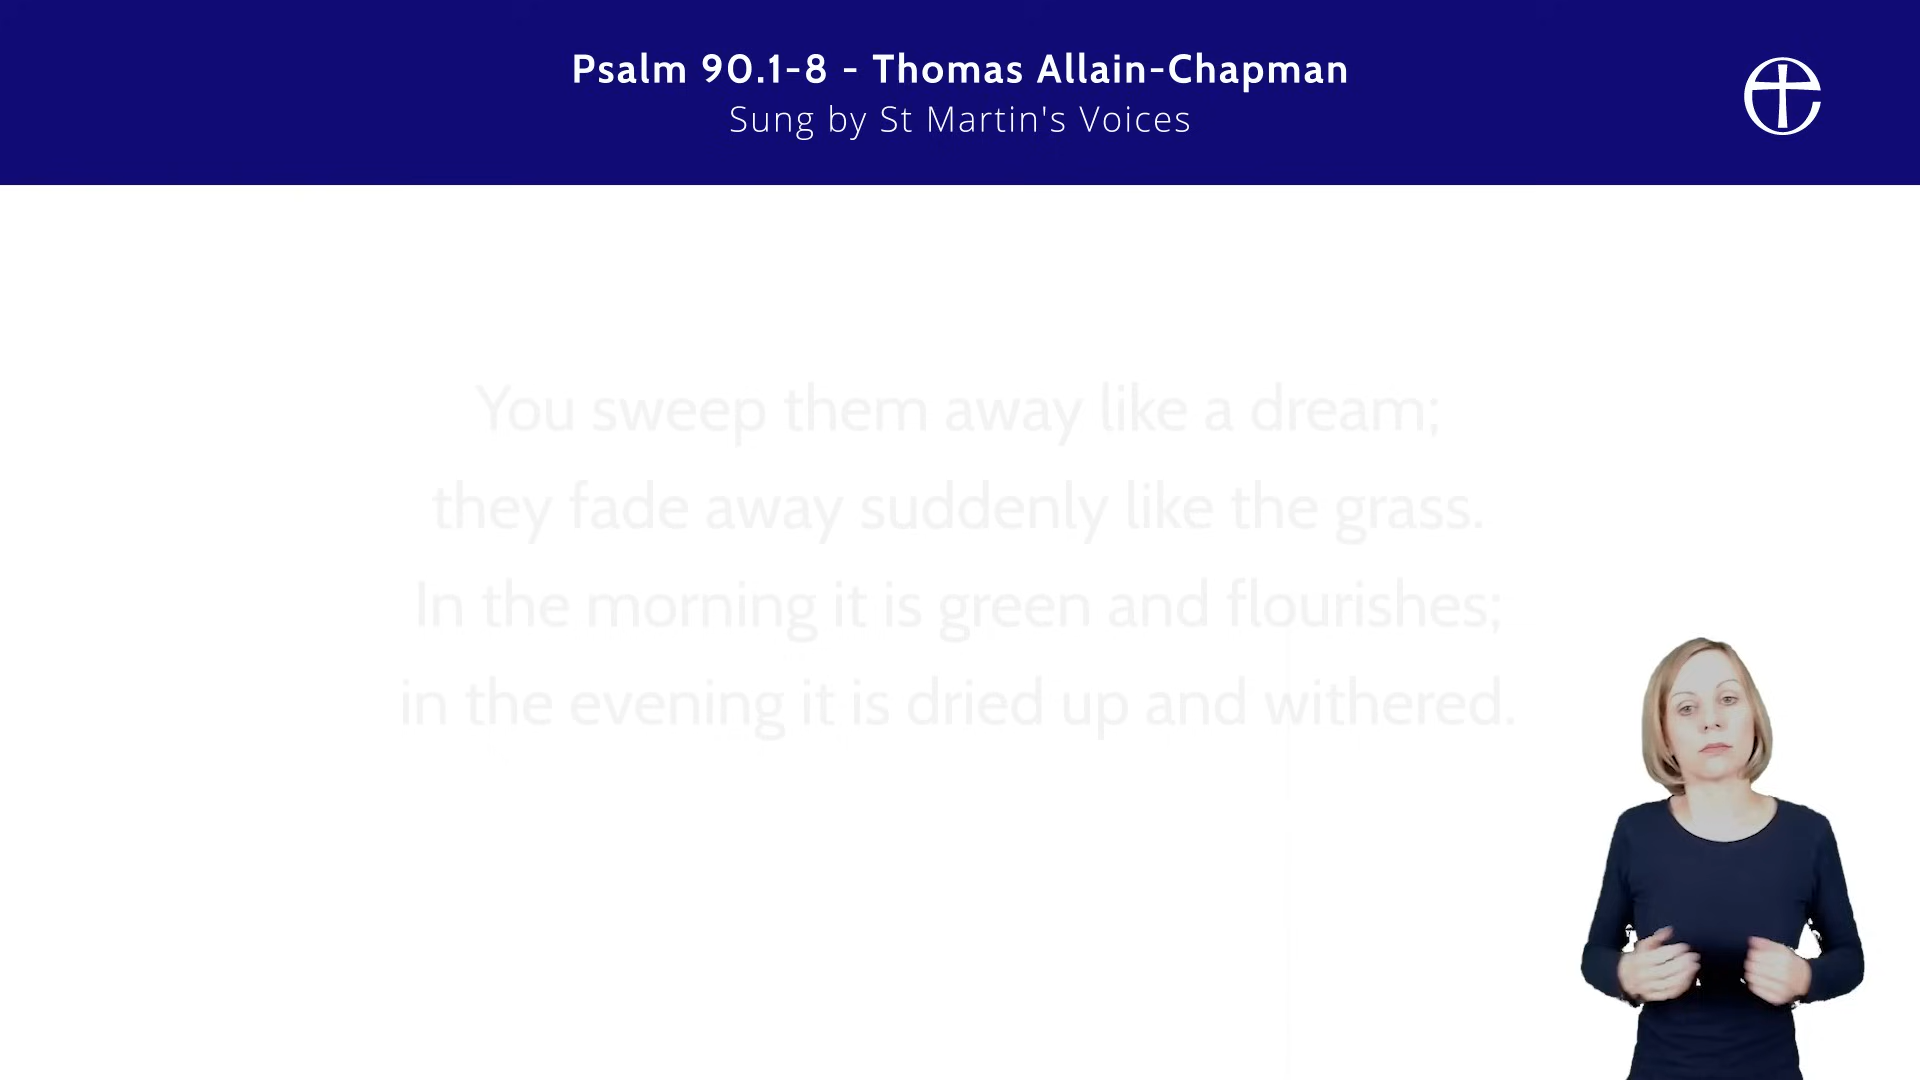 Psalm 90.1-8 - Thomas Allain-Chapman
Sung by St Martin's Voices
You sweep them away like a dream;
they fade away suddenly like the grass.
In the morning it is green and flourishes;
in the evening it is dried up and withered.